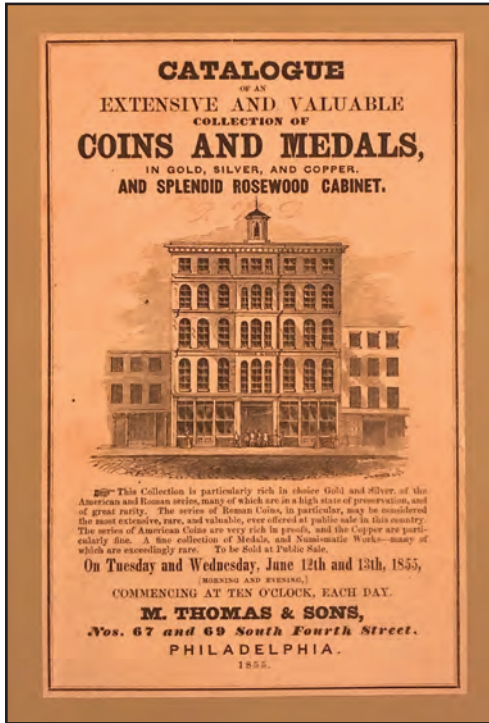 CATALOGUE
OF AN
EXTENSIVE AND VALUABLE
COLLECTION OF
COINS AND MEDALS,
IN GOLD, SILVER, AND COPPER.
AND SPLENDID ROSEWOOD CABINET.
This Collection is particularly rich in choice Gold and Silver, of the
American and Roman series, many of which are in a high state of preservation, and
of great rarity. The series of Roman Coins, in particular, may be considered
the most extensive, rare, and valuable, ever offered at public sale in this country.
The series of American Coins are very rich in proofs, and the Copper are parti-
cularly fine. A fine collection of Medals, and Numismatic Works—many of
which are exceedingly rare. To be Sold at Public Sale,
On Tuesday and Wednesday, June 12th and 13th, 1855,
(MORNING AND EVENING,)
COMMENCING AT TEN O'CLOCK, EACH DAY.
M. THOMAS & SONS,
Nos. 67 and 69 South Fourth Street.
PHILADELPHIA.
1855.